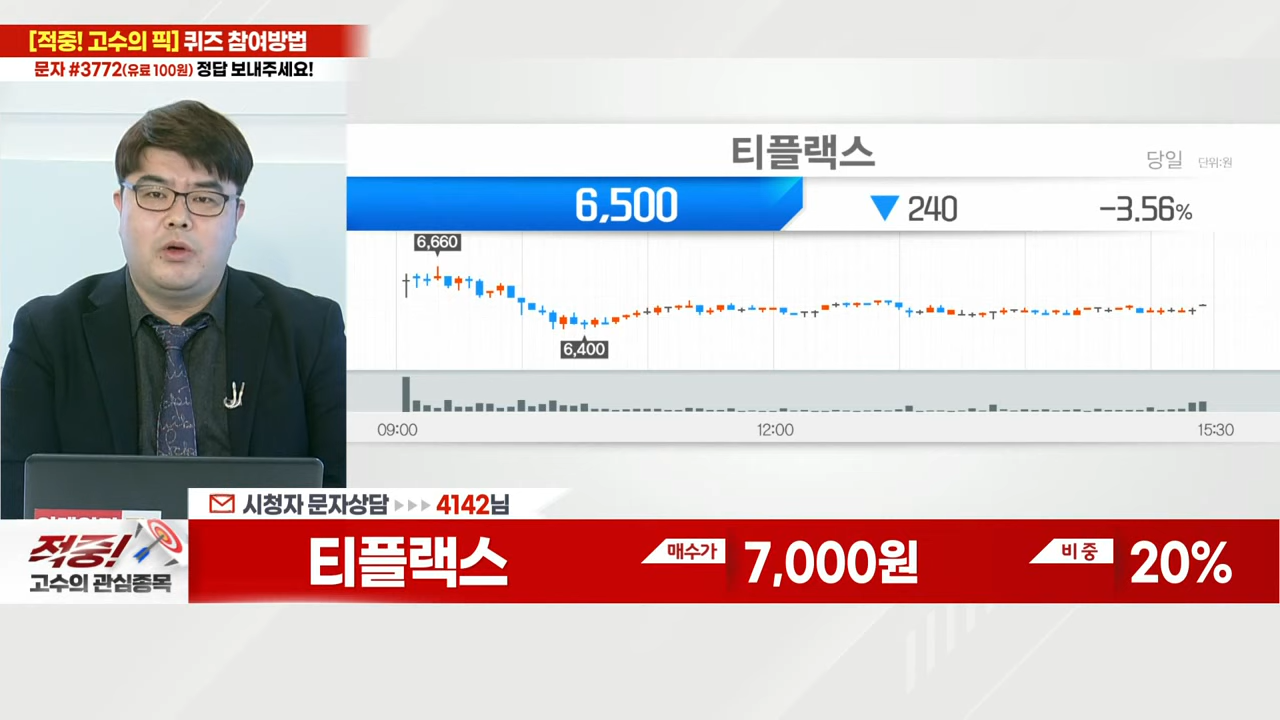 [적중! 고수의 픽] 퀴즈 참여방법
문자 #3772(유료 100원) 정답 보내주세요!
티플랙스
당일 단위:원
6,500 ▼ 240 -3.56%
6,660
6,400
09:00 12:00 15:30
시청자 문자상담 ▶▶▶ 4142님
적중!
고수의 관심종목
티플랙스 매수가 7,000원 비중 20%